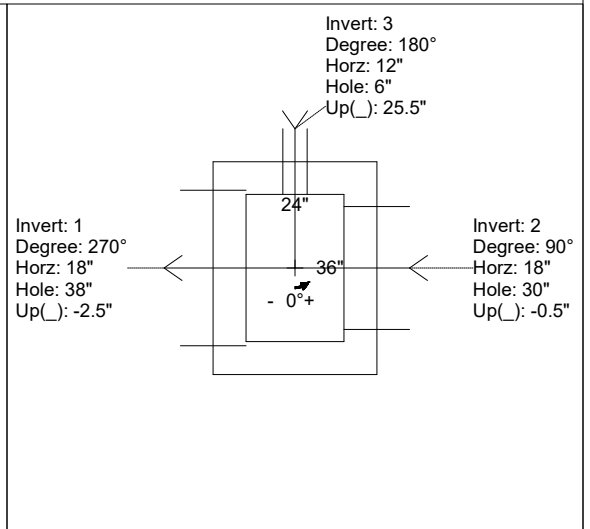 Invert: 3
Degree: 180°
Horz: 12"
Hole: 6"
Up(_): 25.5"
24"
Invert: 1
Degree: 270°
Horz: 18"
Hole: 38"
Up(_): -2.5"
36"
- 0°+
Invert: 2
Degree: 90°
Horz: 18"
Hole: 30"
Up(_): -0.5"